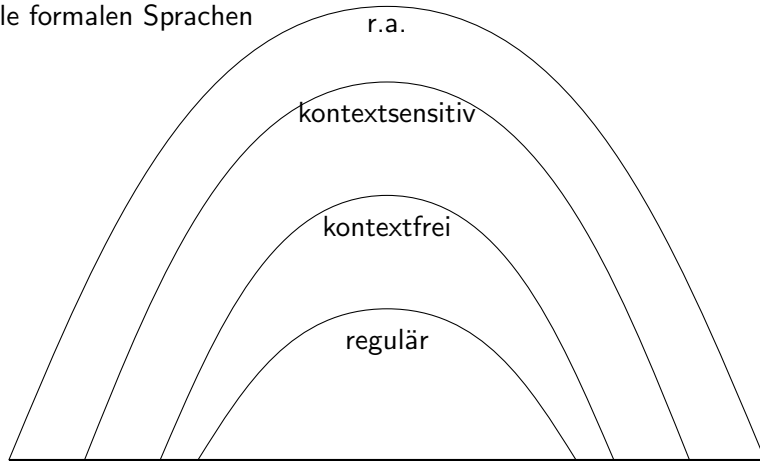 le formalen Sprachen
r.a.
kontextsensitiv
kontextfrei
regulär